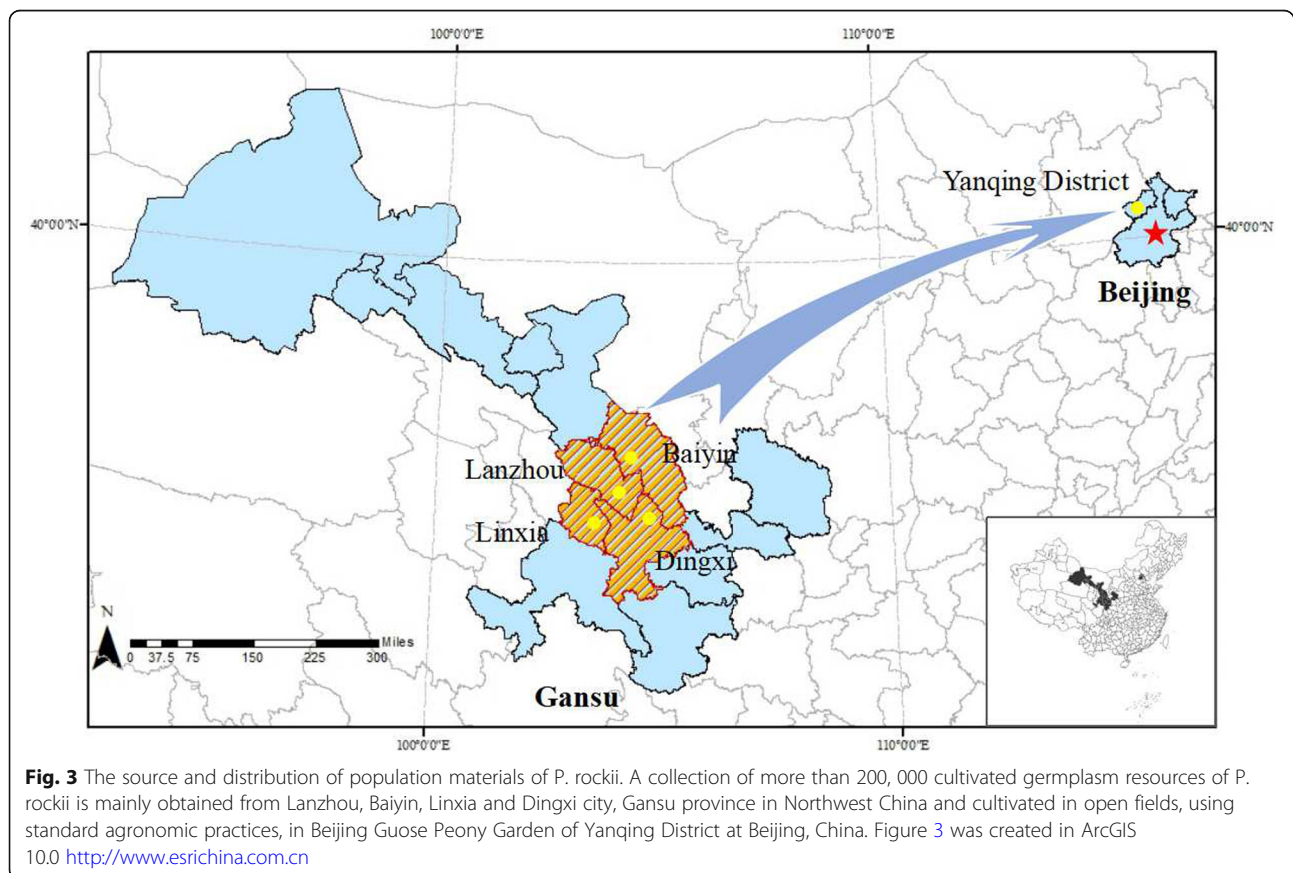 100°0'0"E 110°0'0"E
Yanqing District
40°0'0"N 40°0'0"N
Beijing
Baiyin
Lanzhou
Linxia
Dingxi
N
Miles
0 37.5 75 150 225 300
Gansu
100°0'0"E 110°0'0"E
Fig. 3 The source and distribution of population materials of P. rockii. A collection of more than 200, 000 cultivated germplasm resources of P.
rockii is mainly obtained from Lanzhou, Baiyin, Linxia and Dingxi city, Gansu province in Northwest China and cultivated in open fields, using
standard agronomic practices, in Beijing Guose Peony Garden of Yanqing District at Beijing, China. Figure 3 was created in ArcGIS
10.0 http://www.esrichina.com.cn